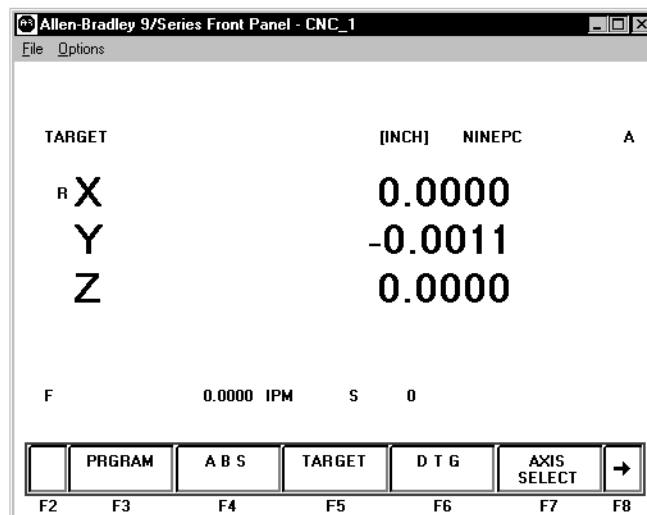 Allen-Bradley 9/Series Front Panel - CNC_1
File Options
TARGET [INCH] NINEPC A
R X 0.0000
Y -0.0011
Z 0.0000
F 0.0000 IPM S 0
PRGRAM A B S TARGET D T G AXIS
SELECT
F2 F3 F4 F5 F6 F7 F8